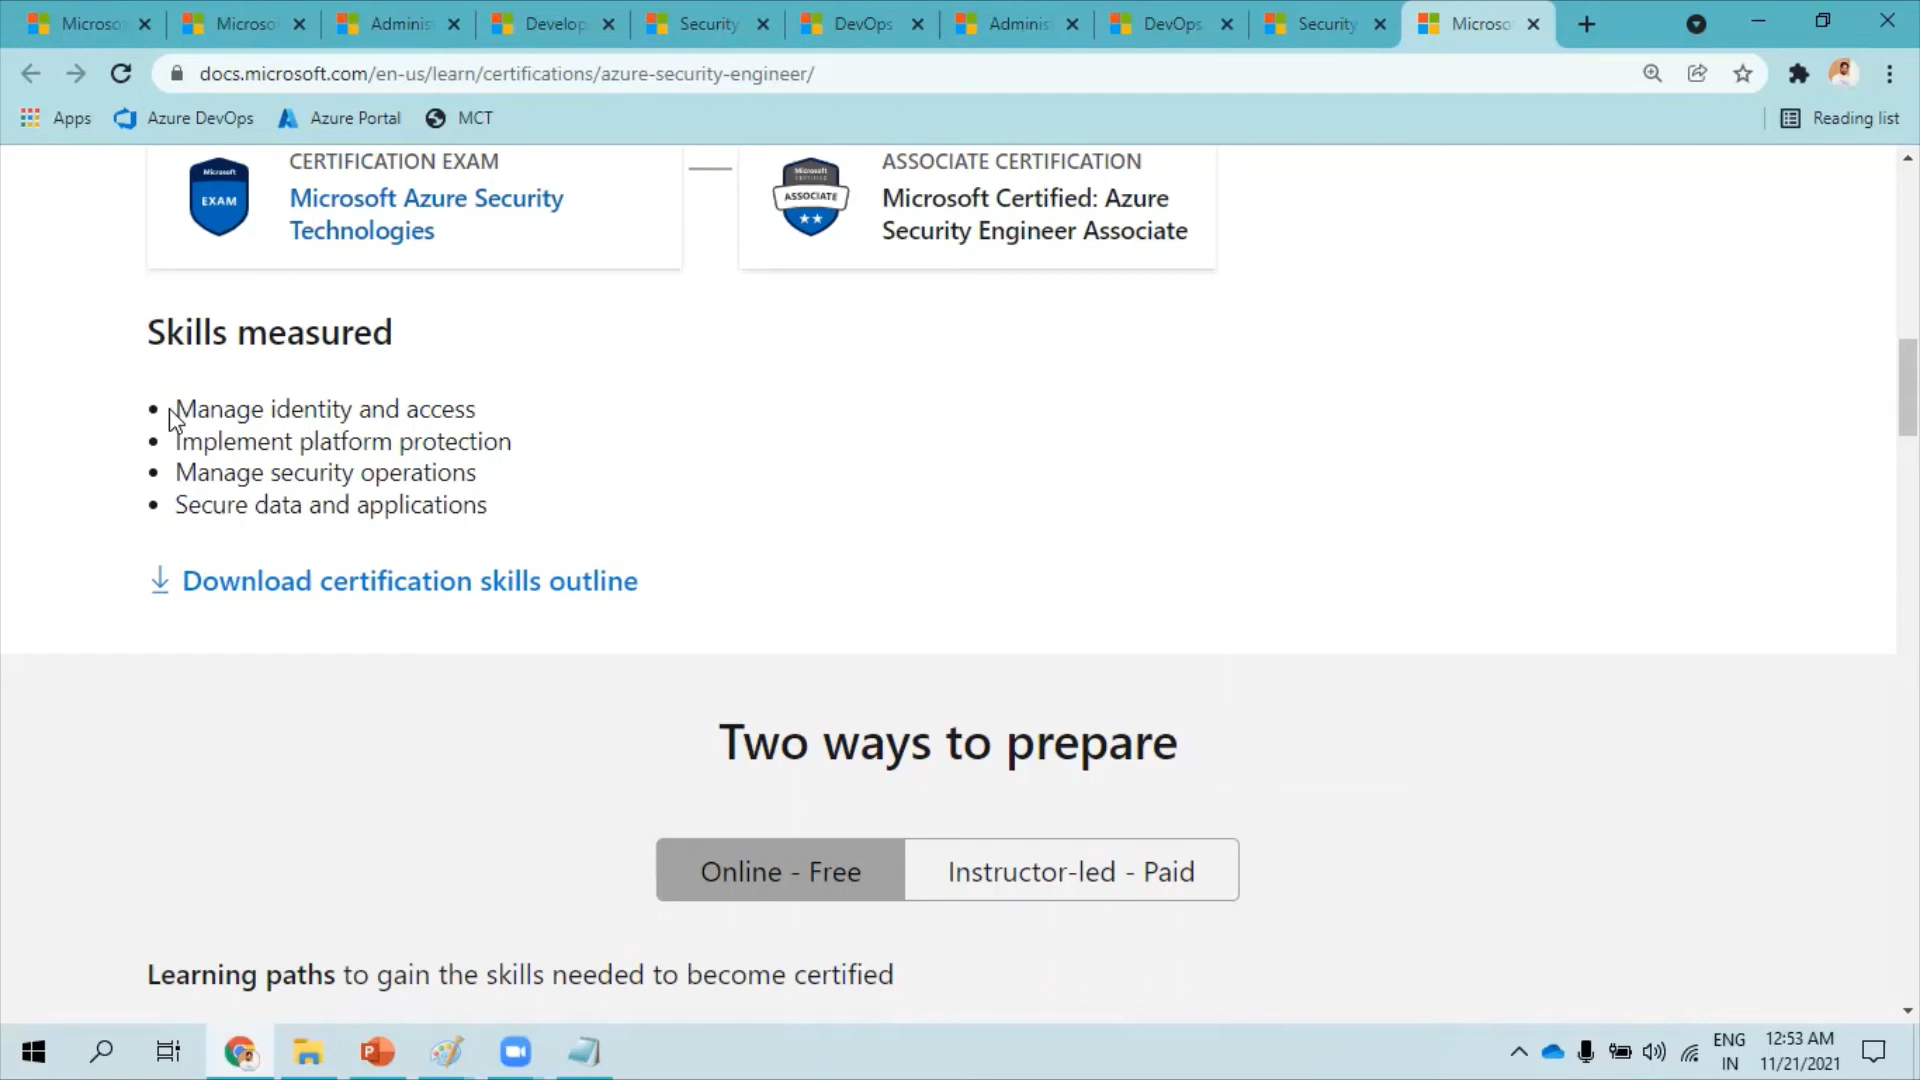 Microso
Microso
Adminis
Develop
Security
DevOps
Adminis
DevOps
Security
Microso
docs.microsoft.com/en-us/learn/certifications/azure-security-engineer/
Apps
Azure DevOps
Azure Portal
MCT
Reading list
Microsoft
EXAM
CERTIFICATION EXAM
Microsoft Azure Security
Technologies
Microsoft
CERTIFIED
ASSOCIATE
ASSOCIATE CERTIFICATION
Microsoft Certified: Azure
Security Engineer Associate
Skills measured
• Manage identity and access
• Implement platform protection
• Manage security operations
• Secure data and applications
Download certification skills outline
Two ways to prepare
Online - Free
Instructor-led - Paid
Learning paths to gain the skills needed to become certified
ENG
IN
12:53 AM
11/21/2021